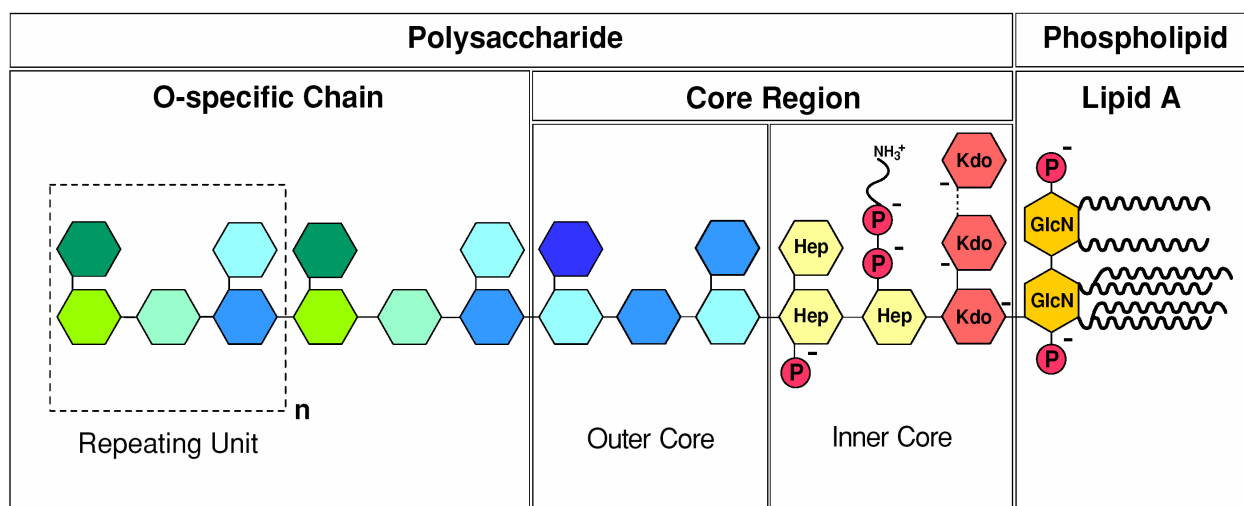 Polysaccharide
Phospholipid
O-specific Chain
Core Region
Lipid A
NH3+
Kdo
-
P
-
P
-
GlcN
Hep
P
-
Kdo
-
P
-
GlcN
Hep
Hep
Kdo
-
P
-
P
-
n
Repeating Unit
Outer Core
Inner Core